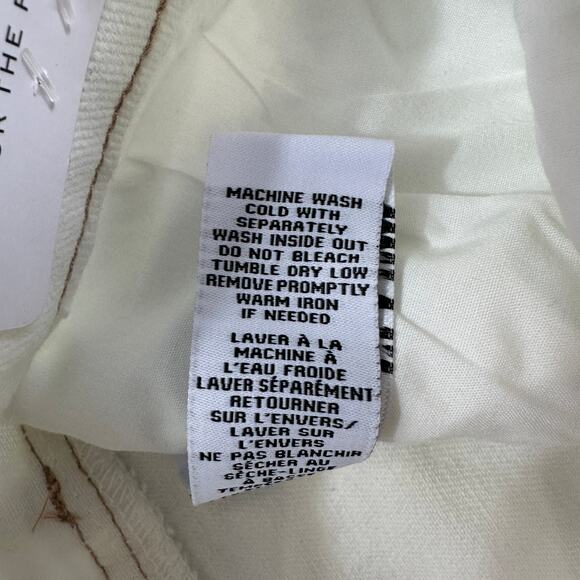 OR THE
MACHINE WASH
COLD WITH
SEPARATELY
WASH INSIDE OUT
DO NOT BLEACH
TUMBLE DRY LOW
REMOVE PROMPTLY
WARM IRON
IF NEEDED
LAVER À LA
MACHINE À
L'EAU FROIDE
LAVER SÉPARÉMENT
RETOURNER
SUR L'ENVERS/
LAVER SUR
L'ENVERS
NE PAS BLANCHIR
SÉCHER AU
SÈCHE-LINGE